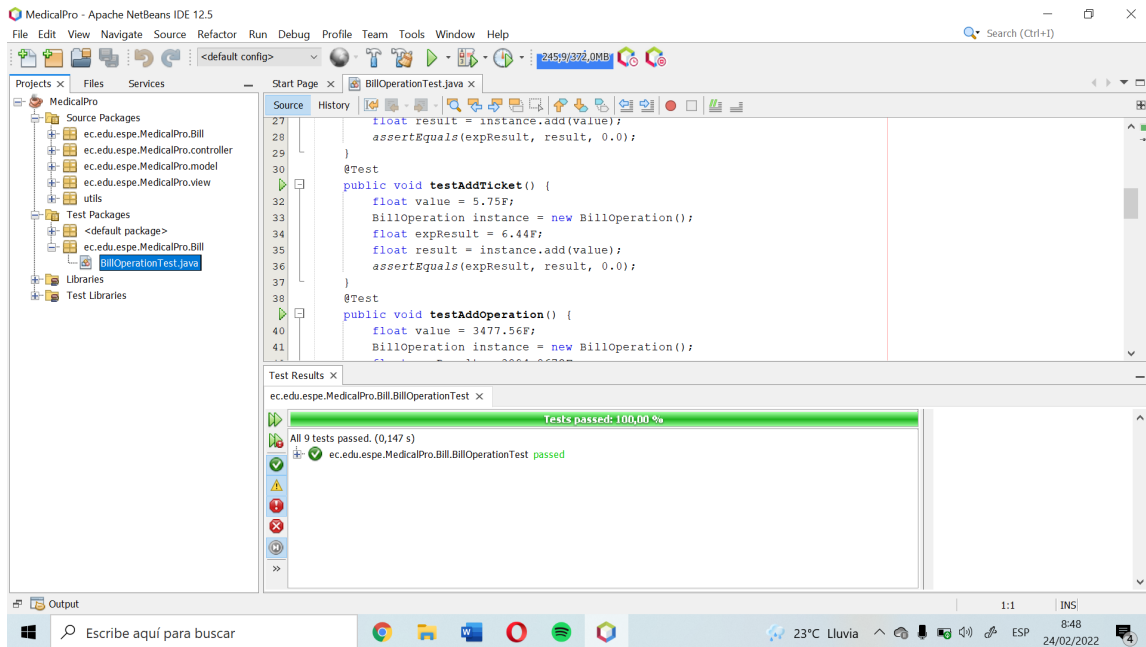 MedicalPro - Apache NetBeans IDE 12.5
File Edit View Navigate Source Refactor Run Debug Profile Team Tools Window Help
Search (Ctrl+I)
<default config>
245,9/372,0MB
Projects Files Services
Start Page BillOperationTest.java
MedicalPro
Source Packages
ec.edu.espe.MedicalPro.Bill
ec.edu.espe.MedicalPro.controller
ec.edu.espe.MedicalPro.model
ec.edu.espe.MedicalPro.view
utils
Test Packages
<default package>
ec.edu.espe.MedicalPro.Bill
BillOperationTest.java
Libraries
Test Libraries
Source History
27 float result = instance.add(value);
28 assertEquals(expResult, result, 0.0);
29 }
30 @Test
public void testAddTicket() {
32 float value = 5.75F;
33 BillOperation instance = new BillOperation();
34 float expResult = 6.44F;
35 float result = instance.add(value);
36 assertEquals(expResult, result, 0.0);
37 }
38 @Test
public void testAddOperation() {
40 float value = 3477.56F;
41 BillOperation instance = new BillOperation();
Test Results
ec.edu.espe.MedicalPro.Bill.BillOperationTest
Tests passed: 100,00 %
All 9 tests passed. (0,147 s)
ec.edu.espe.MedicalPro.Bill.BillOperationTest passed
Output
1:1 INS
Escribe aquí para buscar
23°C Lluvia
ESP
8:48
24/02/2022
4